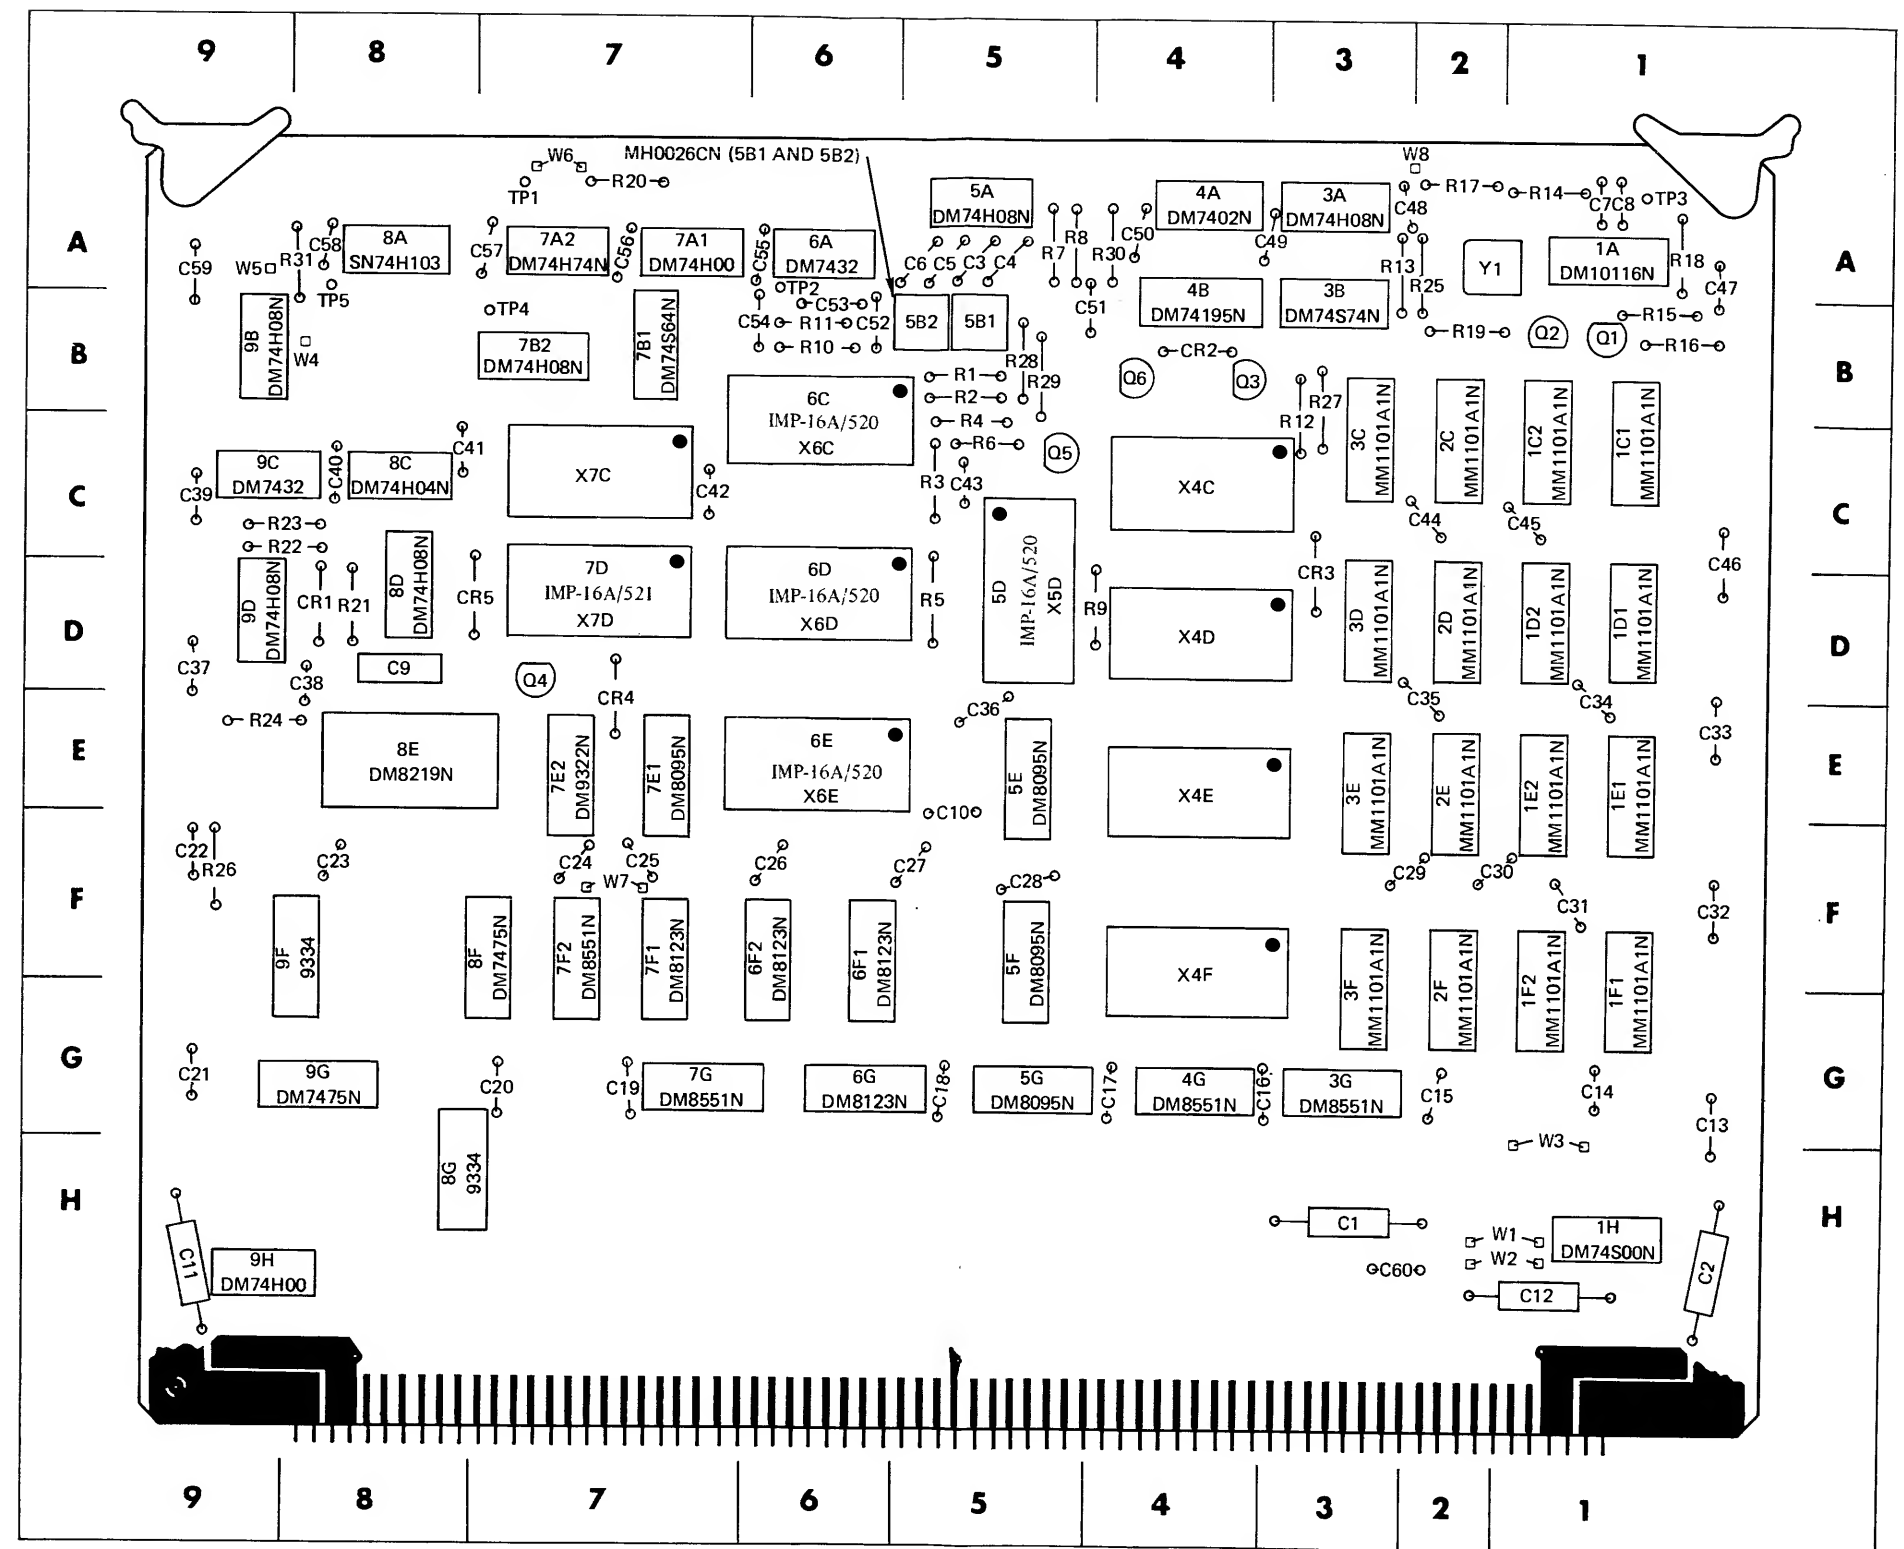 9 8 7 6 5 4 3 2 1
W6 MH0026CN (5B1 AND 5B2) W8
TP1 R20 R17 R14 C7 C8 TP3
5A
DM74H08N
4A
DM7402N
3A
DM74H08N
C48
A
C59 W5 R31 C58
8A
SN74H103
C57
7A2
DM74H74N
C56
7A1
DM74H00
C55
6A
DM7432
C6 C5 C3 C4 R7 R8 R30 C50 C49 R13 R25
Y1
1A
DM10116N
R18 C47
A
TP5 TP4 TP2 C53 C54 R11 C52 R10
5B2 5B1
C51
4B
DM74195N
3B
DM74S74N
R19 Q2 Q1 R15 R16
B
9B
DM74H08N
W4
7B2
DM74H08N
7B1
DM74S64N
R28 R29 CR2 Q6 Q3
R1
R2
R4
R6
R12 R27
B
6C
IMP-16A/520
X6C
3C
MM1101A1N
2C
MM1101A1N
1C2
MM1101A1N
1C1
MM1101A1N
C
C39
9C
DM7432
C40
8C
DM74H04N
C41
X7C
C42 R3 C43 Q5
X4C
C44 C45 C46
C
R23
R22
D
9D
DM74H08N
CR1 R21
8D
DM74H08N
CR5
7D
IMP-16A/521
X7D
6D
IMP-16A/520
X6D
R5
5D
IMP-16A/520
X5D
R9
X4D
CR3
3D
MM1101A1N
2D
MM1101A1N
1D2
MM1101A1N
1D1
MM1101A1N
D
C37 C38 C9 Q4 CR4 C36 C35 C34
R24
E
8E
DM8219N
7E2
DM9322N
7E1
DM8095N
6E
IMP-16A/520
X6E
C10
5E
DM8095N
X4E
3E
MM1101A1N
2E
MM1101A1N
1E2
MM1101A1N
1E1
MM1101A1N
C33
E
C22 R26 C23 C24 W7 C25 C26 C27 C28 C29 C30 C31 C32
F
9F
9334
8F
DM7475N
7F2
DM8551N
7F1
DM8123N
6F2
DM8123N
6F1
DM8123N
5F
DM8095N
X4F
3F
MM1101A1N
2F
MM1101A1N
1F2
MM1101A1N
1F1
MM1101A1N
F
G
C21
9G
DM7475N
C20 C19
7G
DM8551N
6G
DM8123N
C18
5G
DM8095N
C17
4G
DM8551N
C16
3G
DM8551N
C15 C14 C13
G
W3
H
8G
9334
C11
9H
DM74H00
C1
C60
W1
W2
1H
DM74S00N
C12
C2
H
9 8 7 6 5 4 3 2 1